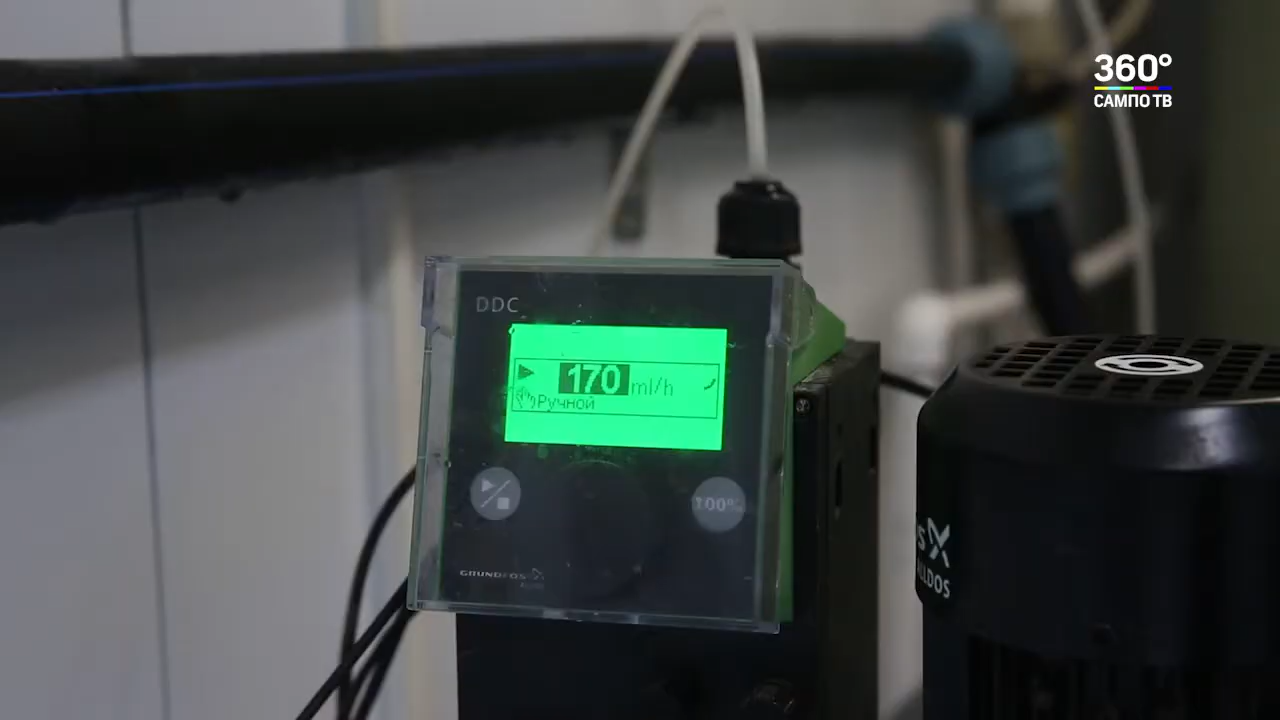 360°
САМПО ТВ
DDC
170 ml/h
Ручной
100%
GRUNDFOS